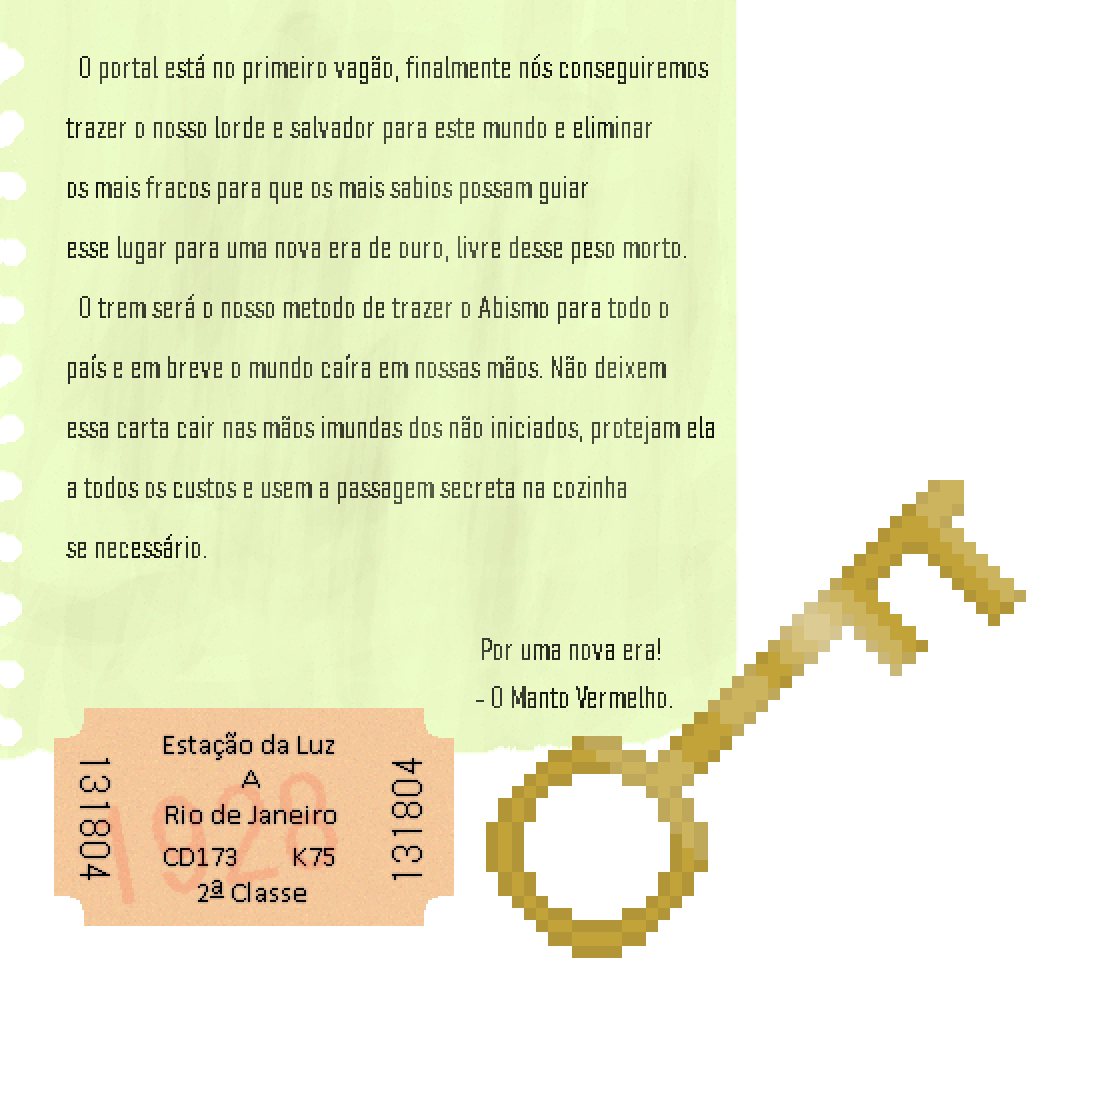 O portal está no primeiro vagão, finalmente nós conseguiremos
trazer o nosso lorde e salvador para este mundo e eliminar
os mais fracos para que os mais sabios possam guiar
esse lugar para uma nova era de ouro, livre desse peso morto.
O trem será o nosso metodo de trazer o Abismo para todo o
país e em breve o mundo caíra em nossas mãos. Não deixem
essa carta cair nas mãos imundas dos não iniciados, protejam ela
a todos os custos e usem a passagem secreta na cozinha
se necessário.
Por uma nova era!
- O Manto Vermelho.
Estação da Luz
A
Rio de Janeiro
CD173 K75
2ª Classe
131804
131804
1928